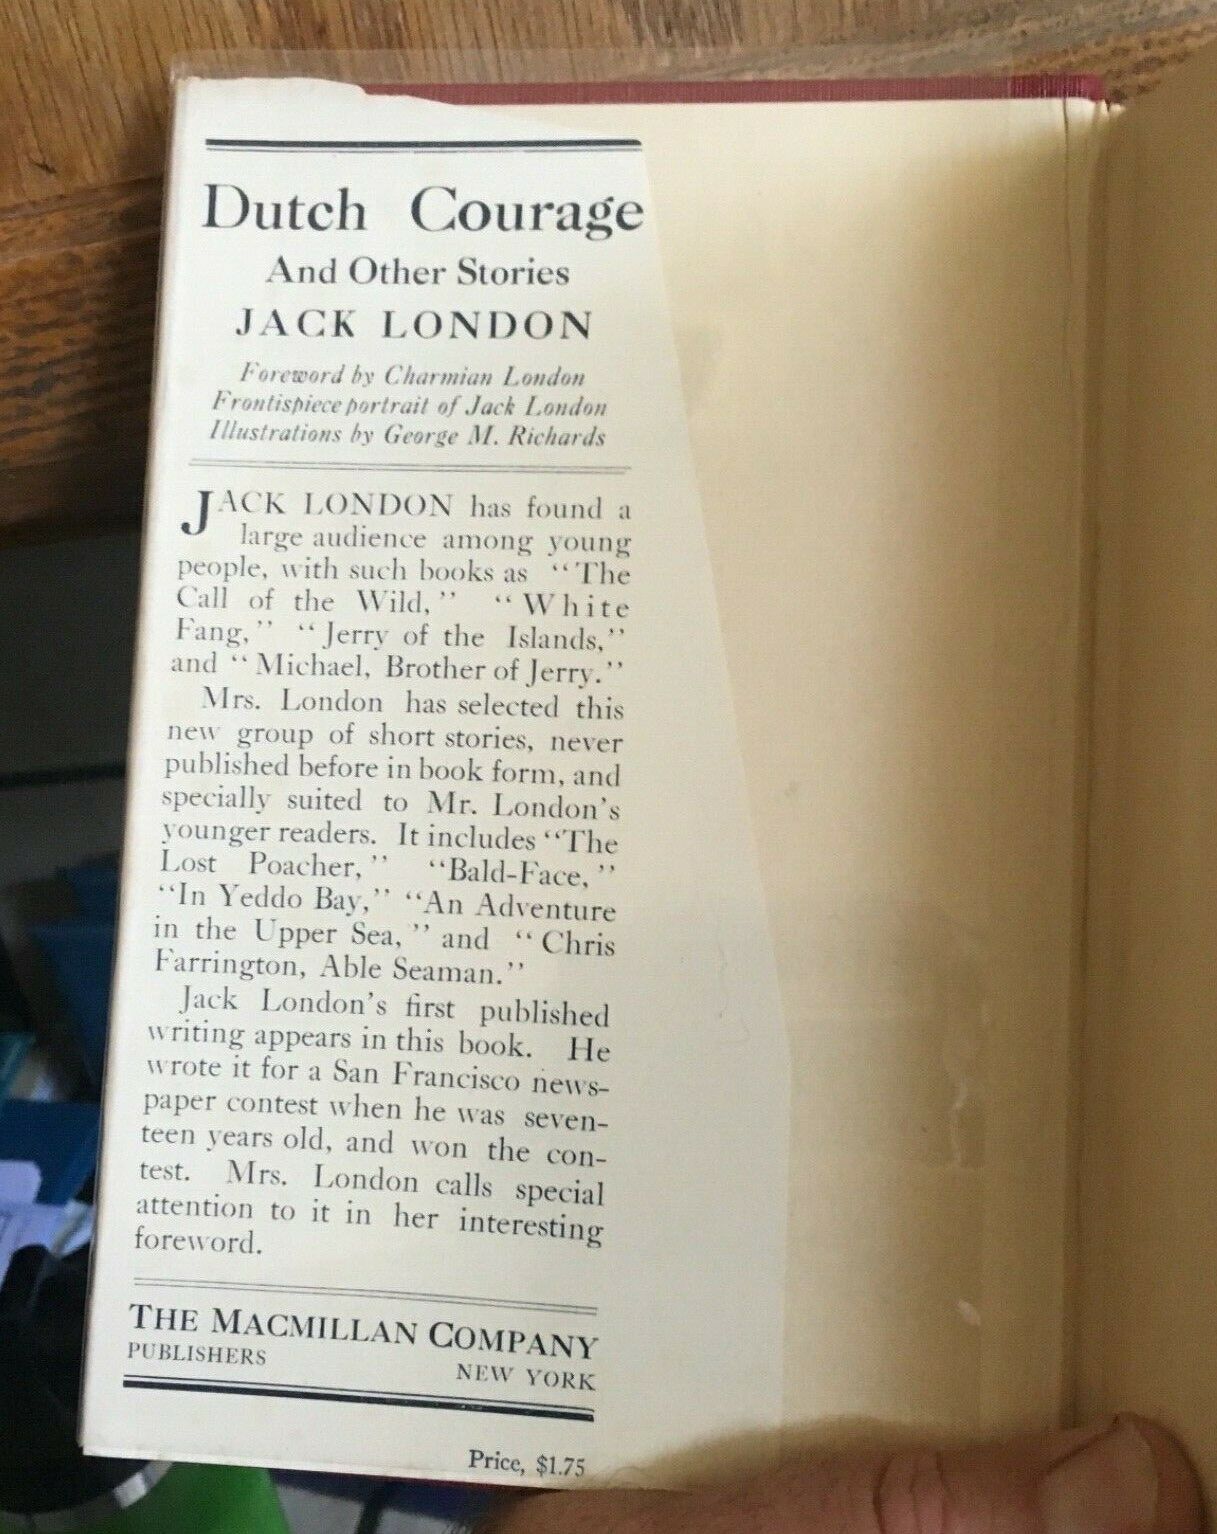 Dutch Courage
And Other Stories
JACK LONDON
Foreword by Charmian London
Frontispiece portrait of Jack London
Illustrations by George M. Richards
JACK LONDON has found a
large audience among young
people, with such books as “The
Call of the Wild,” “White
Fang,” “Jerry of the Islands,”
and “Michael, Brother of Jerry.”
Mrs. London has selected this
new group of short stories, never
published before in book form, and
specially suited to Mr. London’s
younger readers. It includes “The
Lost Poacher,” “Bald-Face,”
“In Yeddo Bay,” “An Adventure
in the Upper Sea,” and “Chris
Farrington, Able Seaman.”
Jack London’s first published
writing appears in this book. He
wrote it for a San Francisco news-
paper contest when he was seven-
teen years old, and won the con-
test. Mrs. London calls special
attention to it in her interesting
foreword.
THE MACMILLAN COMPANY
PUBLISHERS NEW YORK
Price, $1.75